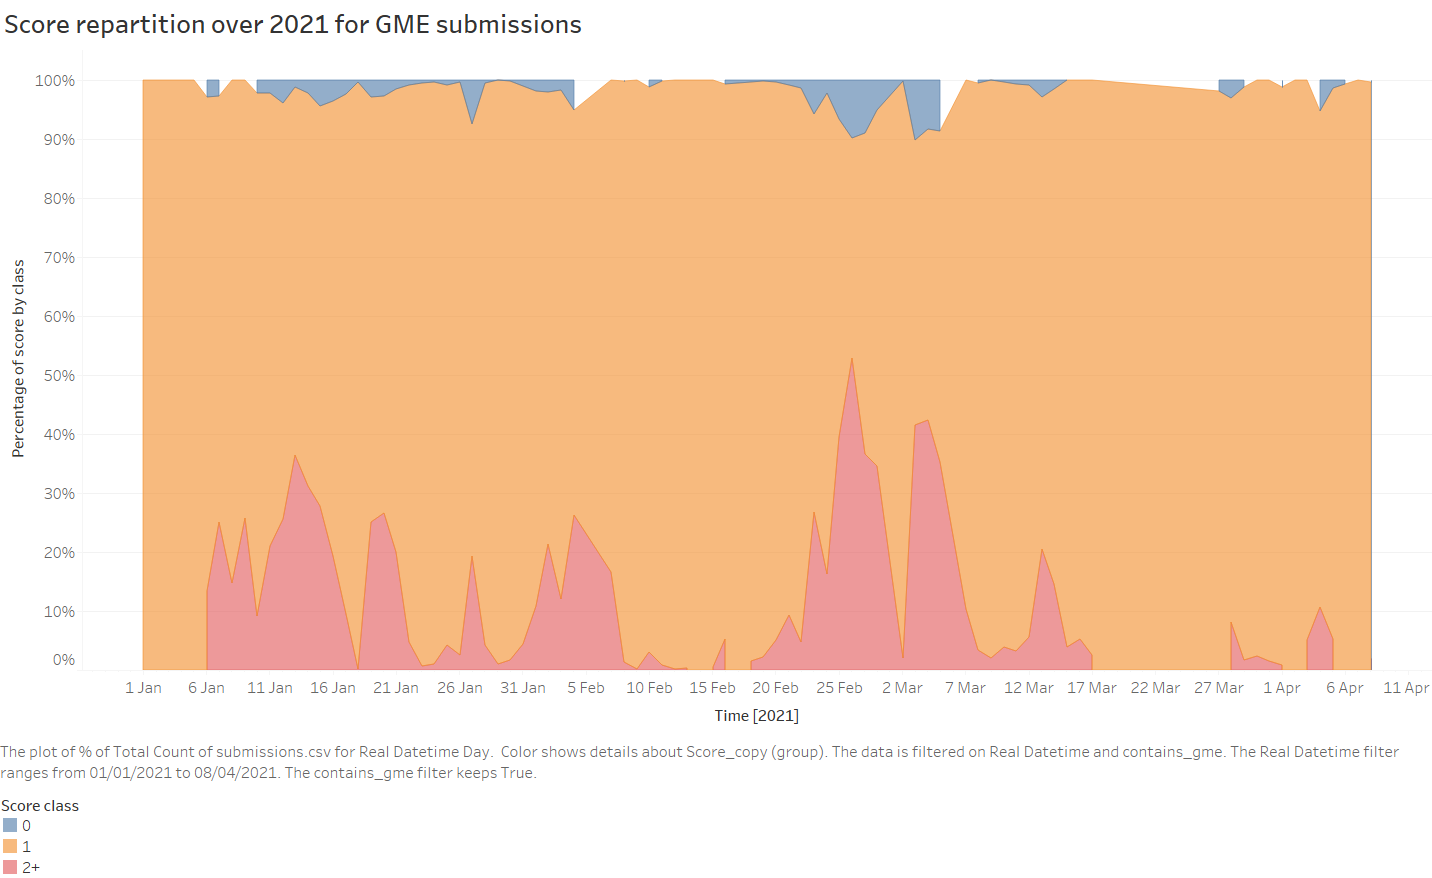 Score repartition over 2021 for GME submissions
100%
90%
80%
70%
60%
50%
40%
30%
20%
10%
0%
Percentage of score by class
1 Jan 6 Jan 11 Jan 16 Jan 21 Jan 26 Jan 31 Jan 5 Feb 10 Feb 15 Feb 20 Feb 25 Feb 2 Mar 7 Mar 12 Mar 17 Mar 22 Mar 27 Mar 1 Apr 6 Apr 11 Apr
Time [2021]
The plot of % of Total Count of submissions.csv for Real Datetime Day.  Color shows details about Score_copy (group). The data is filtered on Real Datetime and contains_gme. The Real Datetime filter
ranges from 01/01/2021 to 08/04/2021. The contains_gme filter keeps True.
Score class
0
1
2+